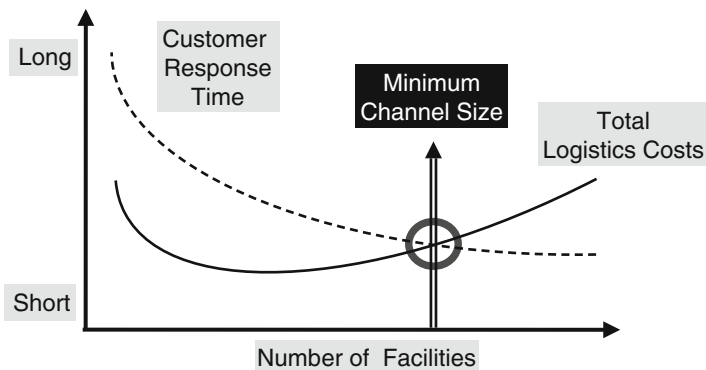 Long
Customer
Response
Time
Minimum
Channel Size
Total
Logistics Costs
Short
Number of Facilities